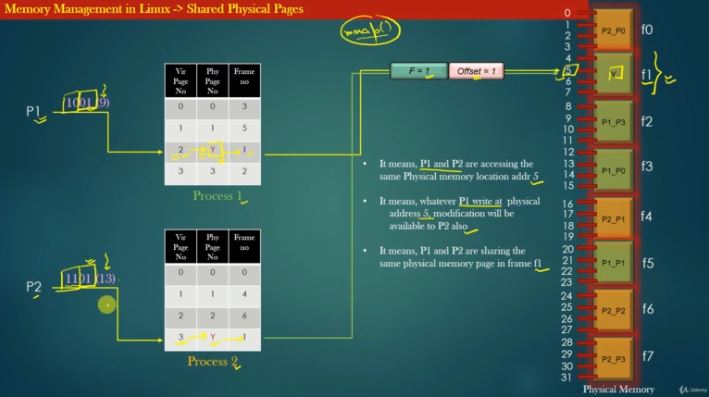 Memory Management in Linux -> Shared Physical Pages
mmap()
P1
1001 (9)
Vir Page No
Phy Page No
Frame no
0 0 3
1 1 5
2 Y 1
3 3 2
Process 1
P2
1101 (13)
Vir Page No
Phy Page No
Frame no
0 0 0
1 1 4
2 2 6
3 Y 1
Process 2
F = 1
Offset = 1
• It means, P1 and P2 are accessing the
same Physical memory location addr 5
• It means, whatever P1 write at physical
address 5, modification will be
available to P2 also
• It means, P1 and P2 are sharing the
same physical memory page in frame f1
0
1
2
3
P2_P0
f0
4
5
6
7
Y
f1
8
9
10
11
P1_P3
f2
12
13
14
15
P1_P0
f3
16
17
18
19
P2_P1
f4
20
21
22
23
P1_P1
f5
24
25
26
27
P2_P2
f6
28
29
30
31
P2_P3
f7
Physical Memory
Udemy